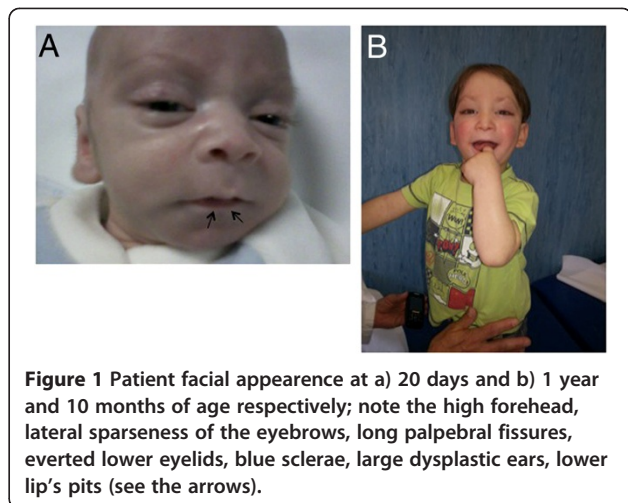 A
B
Figure 1 Patient facial appearence at a) 20 days and b) 1 year
and 10 months of age respectively; note the high forehead,
lateral sparseness of the eyebrows, long palpebral fissures,
everted lower eyelids, blue sclerae, large dysplastic ears, lower
lip's pits (see the arrows).